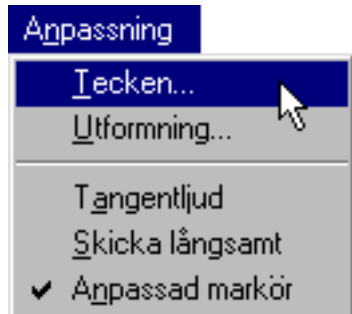 Anpassning
Tecken...
Utformning...
Tangentljud
Skicka långsamt
Anpassad markör